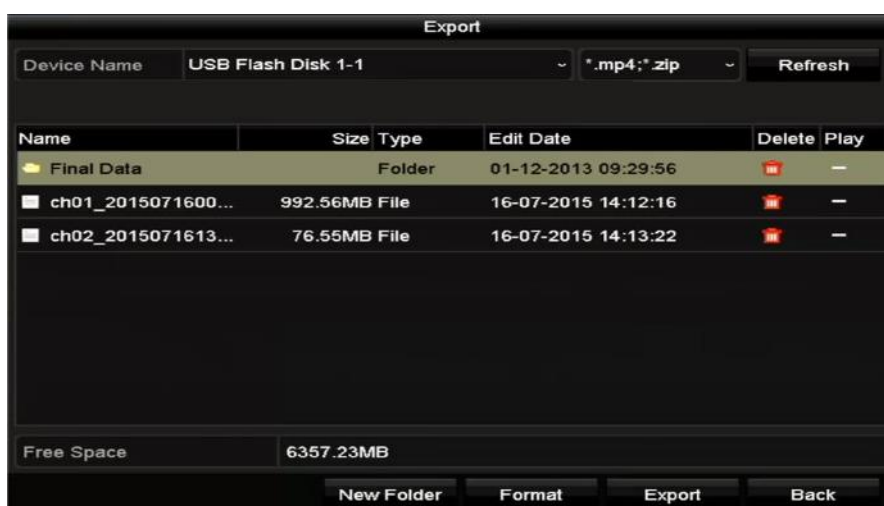 Export
Device Name USB Flash Disk 1-1 *.mp4;*.zip Refresh
Name Size Type Edit Date Delete Play
Final Data Folder 01-12-2013 09:29:56
ch01_2015071600... 992.56MB File 16-07-2015 14:12:16
ch02_2015071613... 76.55MB File 16-07-2015 14:13:22
Free Space 6357.23MB
New Folder Format Export Back